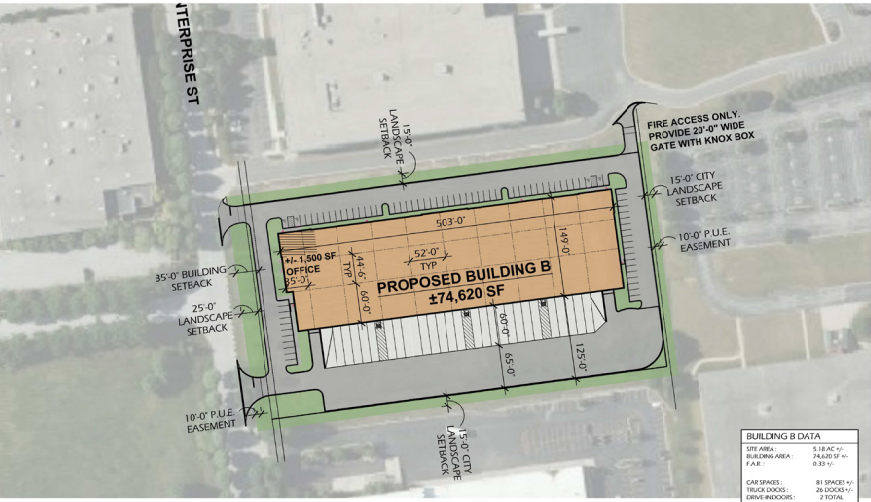 NTERPRISE ST
15'-0"
LANDSCAPE
SETBACK
FIRE ACCESS ONLY.
PROVIDE 20'-0" WIDE
GATE WITH KNOX BOX
15'-0" CITY
LANDSCAPE
SETBACK
10'-0" P.U.E.
EASEMENT
503'-0"
+/- 1,500 SF
OFFICE
35'-0"
44'-6"
TYP
52'-0"
TYP
149'-0"
60'-0"
PROPOSED BUILDING B
±74,620 SF
35'-0" BUILDING
SETBACK
25'-0"
LANDSCAPE
SETBACK
60'-0"
65'-0"
125'-0"
10'-0" P.U.E.
EASEMENT
15'-0" CITY
LANDSCAPE
SETBACK
BUILDING B DATA
SITE AREA : 5.18 AC +/-
BUILDING AREA : 74,620 SF +/-
F.A.R. : 0.33 +/-
CAR SPACES : 81 SPACES +/-
TRUCK DOCKS : 26 DOCKS +/-
DRIVE-IN DOORS : 2 TOTAL